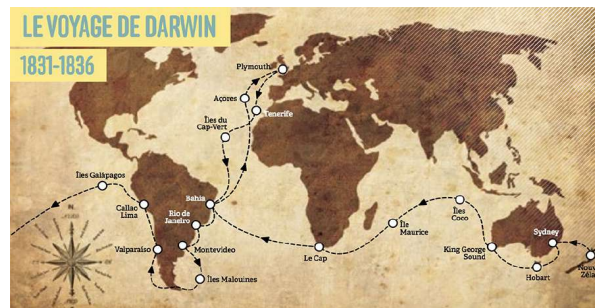 LE VOYAGE DE DARWIN
1831-1836
Plymouth
Açores
Tenerife
Îles du
Cap-Vert
Îles Galápagos
Callao
Lima
Bahia
Rio de
Janeiro
Valparaíso
Montevideo
Îles Malouines
Le Cap
Île
Maurice
Îles
Coco
King George
Sound
Sydney
Hobart